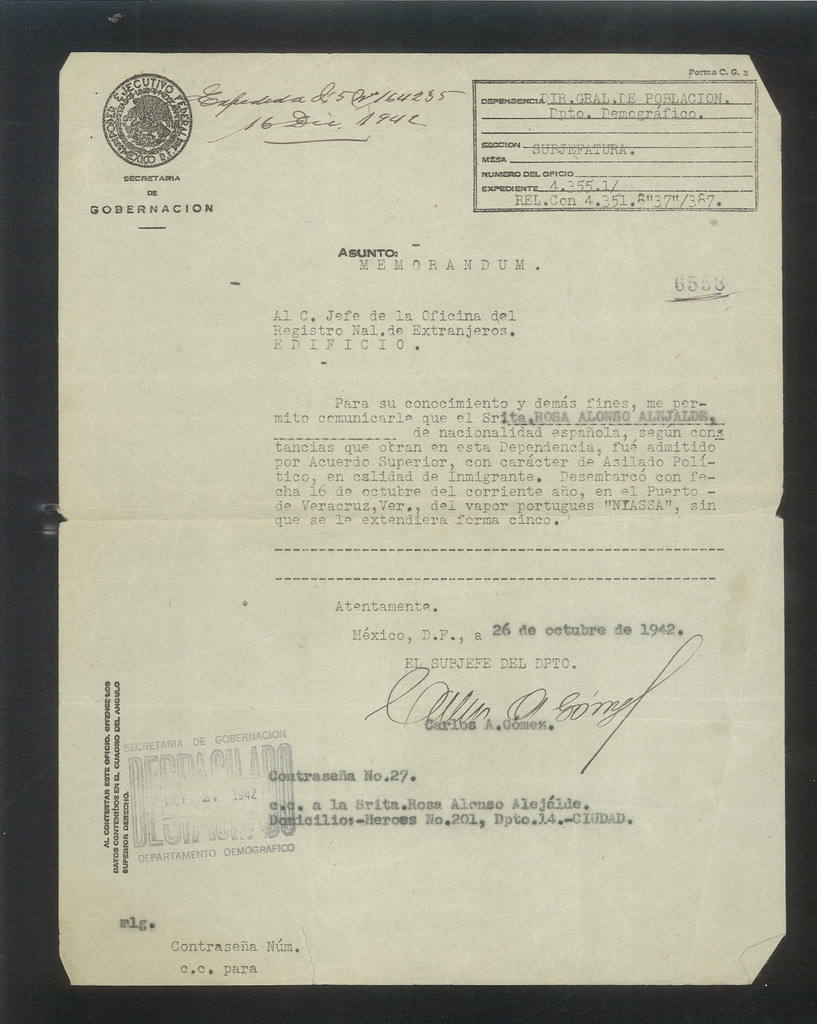 Forma C. G. 2
PODER EJECUTIVO FEDERAL
ESTADOS UNIDOS MEXICANOS
MEXICO D.F.
SECRETARIA
DE
GOBERNACION
Expedida 164235
16 Dic. 1942
DEPENDENCIA DIR.GRAL.DE POBLACION.
Dpto. Demográfico.
SECCION SUBJEFATURA.
MESA
NUMERO DEL OFICIO
EXPEDIENTE 4.355.1/
REL.Con 4.351.8"37"/387.
ASUNTO:
MEMORANDUM.
Al C. Jefe de la Oficina del
Registro Nal.de Extranjeros.
EDIFICIO.
Para su conocimiento y demás fines, me per-
mito comunicarle que el Srita.ROSA ALONSO ALEJALDE.
de nacionalidad española, según cons
tancias que obran en esta Dependencia, fué admitido
por Acuerdo Superior, con carácter de Asilado Polí-
tico, en calidad de Inmigrante. Desembarcó con fe-
cha 16 de octubre del corriente año, en el Puerto -
de Veracruz,Ver., del vapor portugues "NIASSA", sin
que se le extendiera forma cinco.
Atentamente.
México, D.F., a 26 de octubre de 1942.
EL SUBJEFE DEL DPTO.
Carlos A.Gómez.
AL CONTESTAR ESTE OFICIO, CITENSE LOS
DATOS CONTENIDOS EN EL CUADRO DEL ANGULO
SUPERIOR DERECHO.
SECRETARIA DE GOBERNACION
DESPACHADO
OCT 2. 1942
DESPACHADO
DEPARTAMENTO DEMOGRAFICO
Contraseña No.27.
c.c. a la Srita.Rosa Alonso Alejálde.
Domicilio:-Heroes No.201, Dpto.14.-CIUDAD.
mlg.
Contraseña Núm.
c.c. para